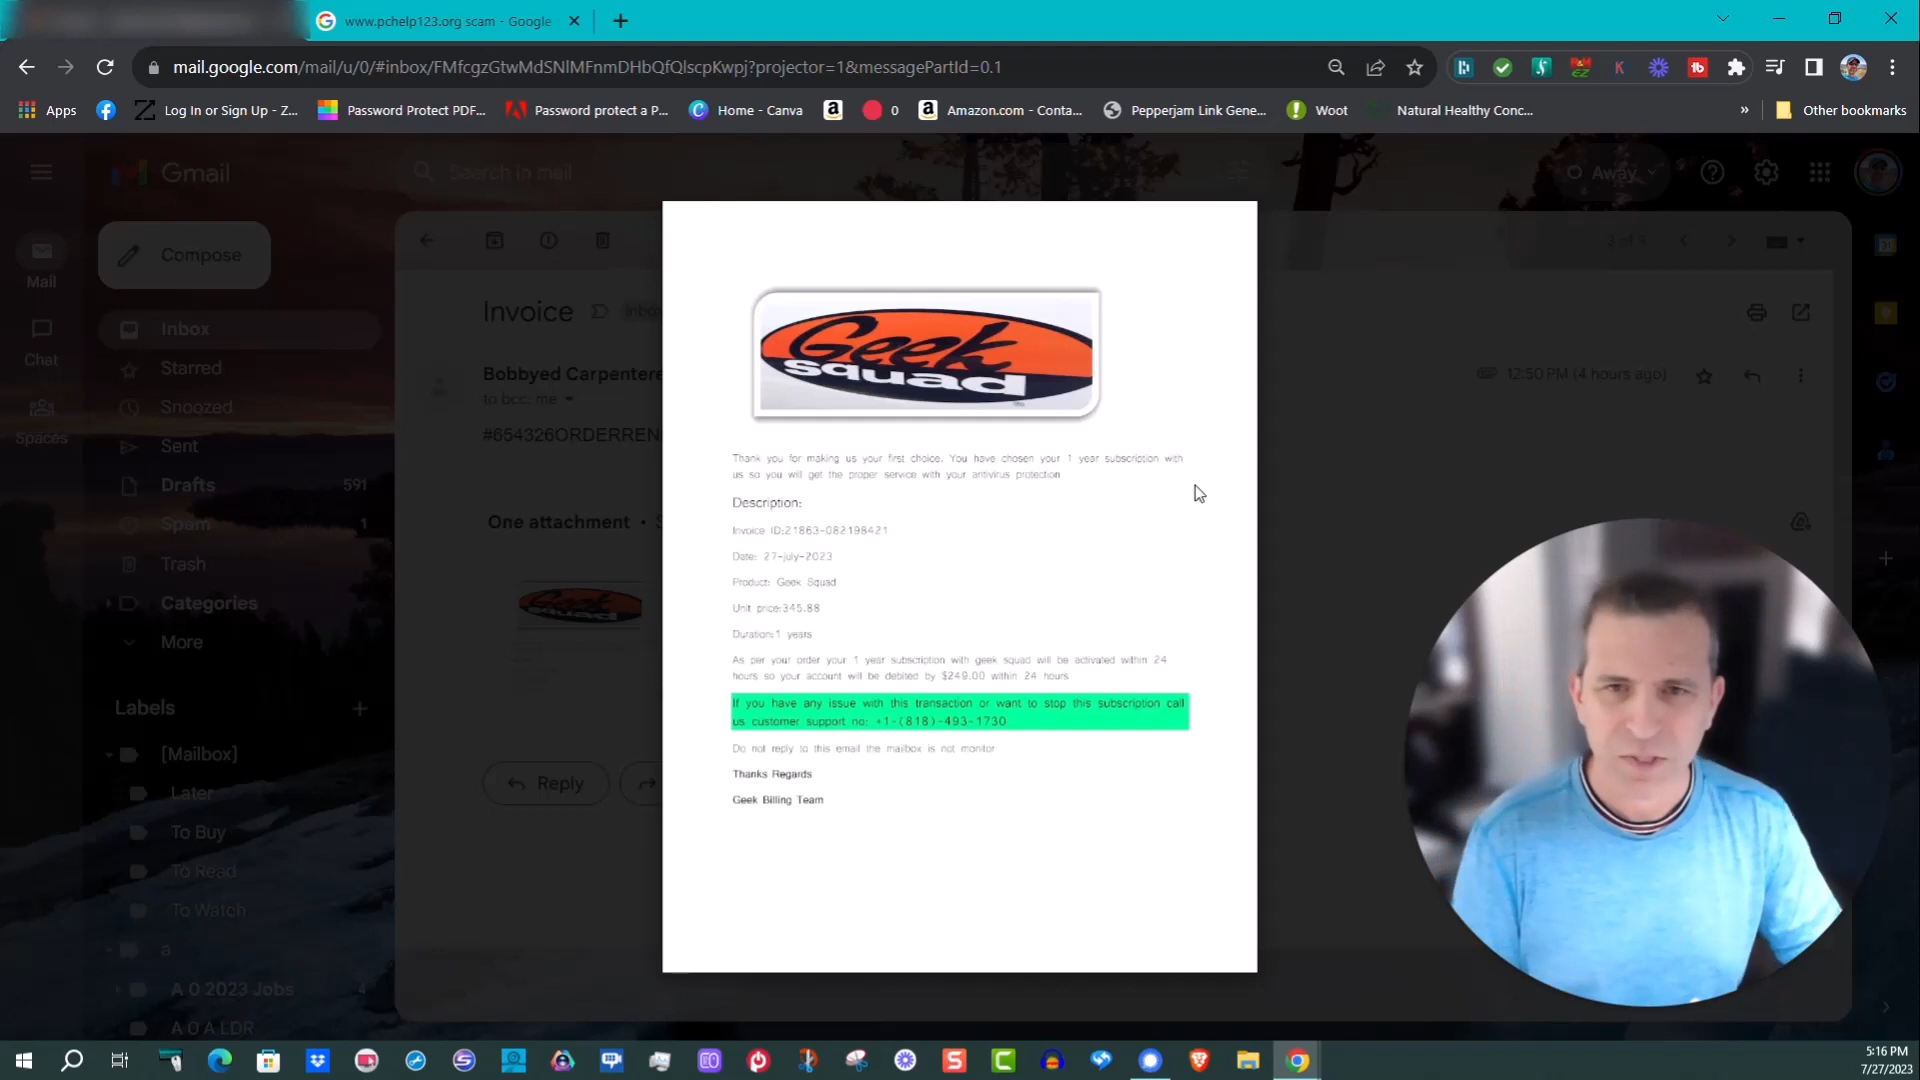 www.pchelp123.org scam - Google
mail.google.com/mail/u/0/#inbox/FMfcgzGtwMdSNlMFnmDHbQfQlscpKwpj?projector=1&messagePartId=0.1
Apps
Log In or Sign Up - Z...
Password Protect PDF...
Password protect a P...
Home - Canva
0
Amazon.com - Conta...
Pepperjam Link Gene...
Woot
Natural Healthy Conc...
»
Other bookmarks
Gmail
Search in mail
Away
Compose
Mail
Chat
Spaces
Inbox
Starred
Snoozed
Sent
Drafts 591
Spam 1
Trash
Categories
More
Labels
[Mailbox]
Later
To Buy
To Read
To Watch
a
A 0 2023 Jobs 4
A 0 A LDR
Invoice
Inbo
Bobbyed Carpentere
to bcc: me
12:50 PM (4 hours ago)
#654326ORDERREN
One attachment •
Geek
squad
Reply
Geek
squad
Thank you for making us your first choice. You have chosen your 1 year subscription with
us so you will get the proper service with your antivirus protection
Description:
Invoice ID:21863-082198421
Date: 27-july-2023
Product: Geek Squad
Unit price:345.88
Duration:1 years
As per your order your 1 year subscription with geek squad will be activated within 24
hours so your account will be debited by $249.00 within 24 hours
If you have any issue with this transaction or want to stop this subscription call
us customer support no: +1-(818)-493-1730
Do not reply to this email the mailbox is not monitor
Thanks Regards
Geek Billing Team
5:16 PM
7/27/2023